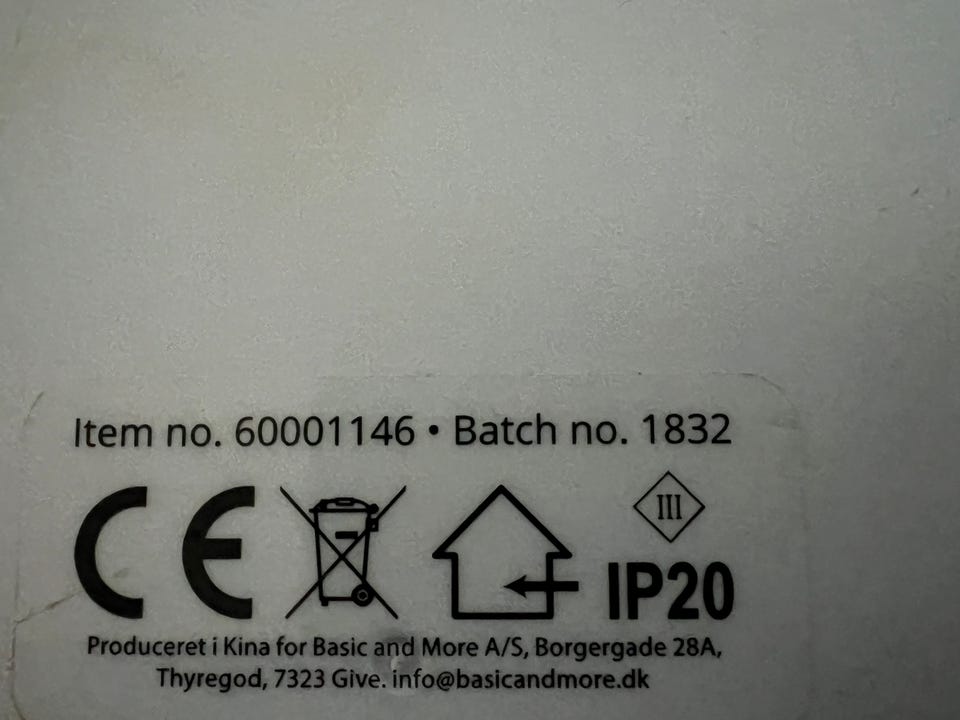 Item no. 60001146 • Batch no. 1832
CE
III
IP20
Produceret i Kina for Basic and More A/S, Borgergade 28A,
Thyregod, 7323 Give. info@basicandmore.dk